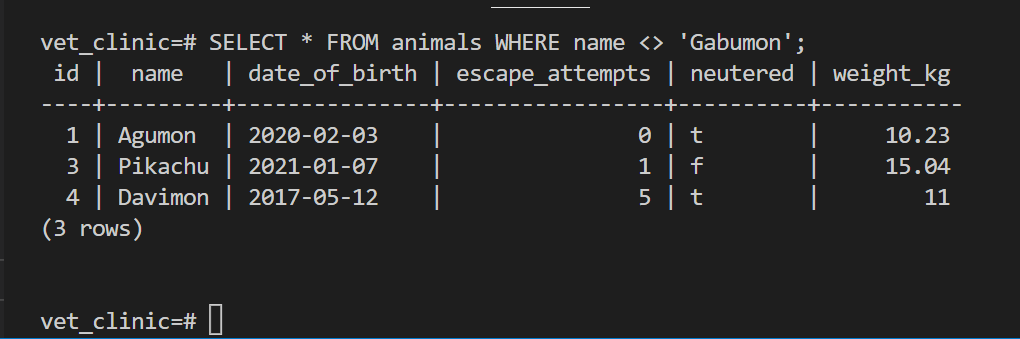 vet_clinic=# SELECT * FROM animals WHERE name <> 'Gabumon';
 id |  name   | date_of_birth | escape_attempts | neutered | weight_kg
----+---------+---------------+-----------------+----------+-----------
  1 | Agumon  | 2020-02-03    |               0 | t        |     10.23
  3 | Pikachu | 2021-01-07    |               1 | f        |     15.04
  4 | Davimon | 2017-05-12    |               5 | t        |        11
(3 rows)
vet_clinic=#